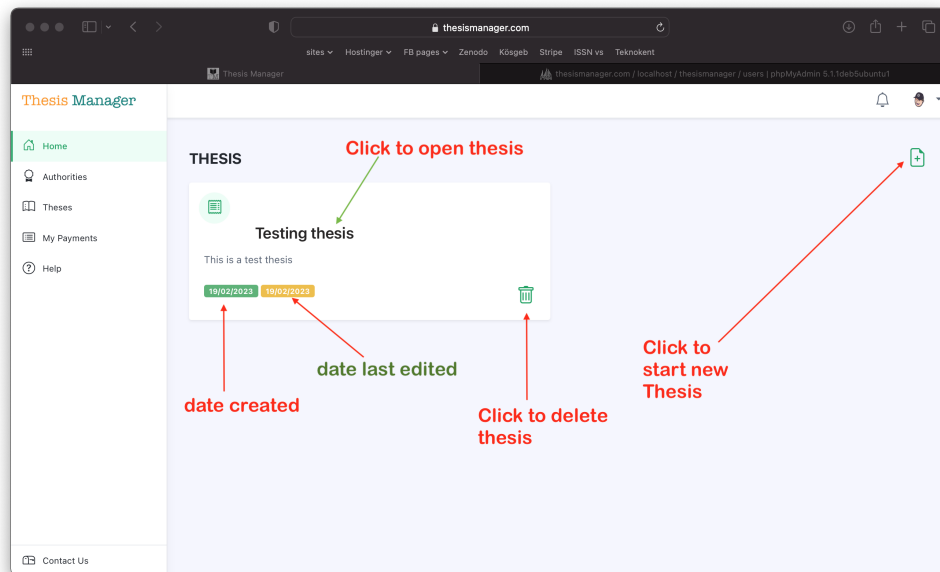 thesismanager.com
sites Hostinger FB pages Zenodo Kösgeb Stripe ISSN vs Teknokent
Thesis Manager
thesismanager.com / localhost / thesismanager / users | phpMyAdmin 5.1.1deb5ubuntu1
Thesis Manager
Home
Authorities
Theses
My Payments
Help
Contact Us
THESIS
Click to open thesis
Testing thesis
This is a test thesis
19/02/2023 19/02/2023
date last edited
date created
Click to delete
thesis
Click to
start new
Thesis